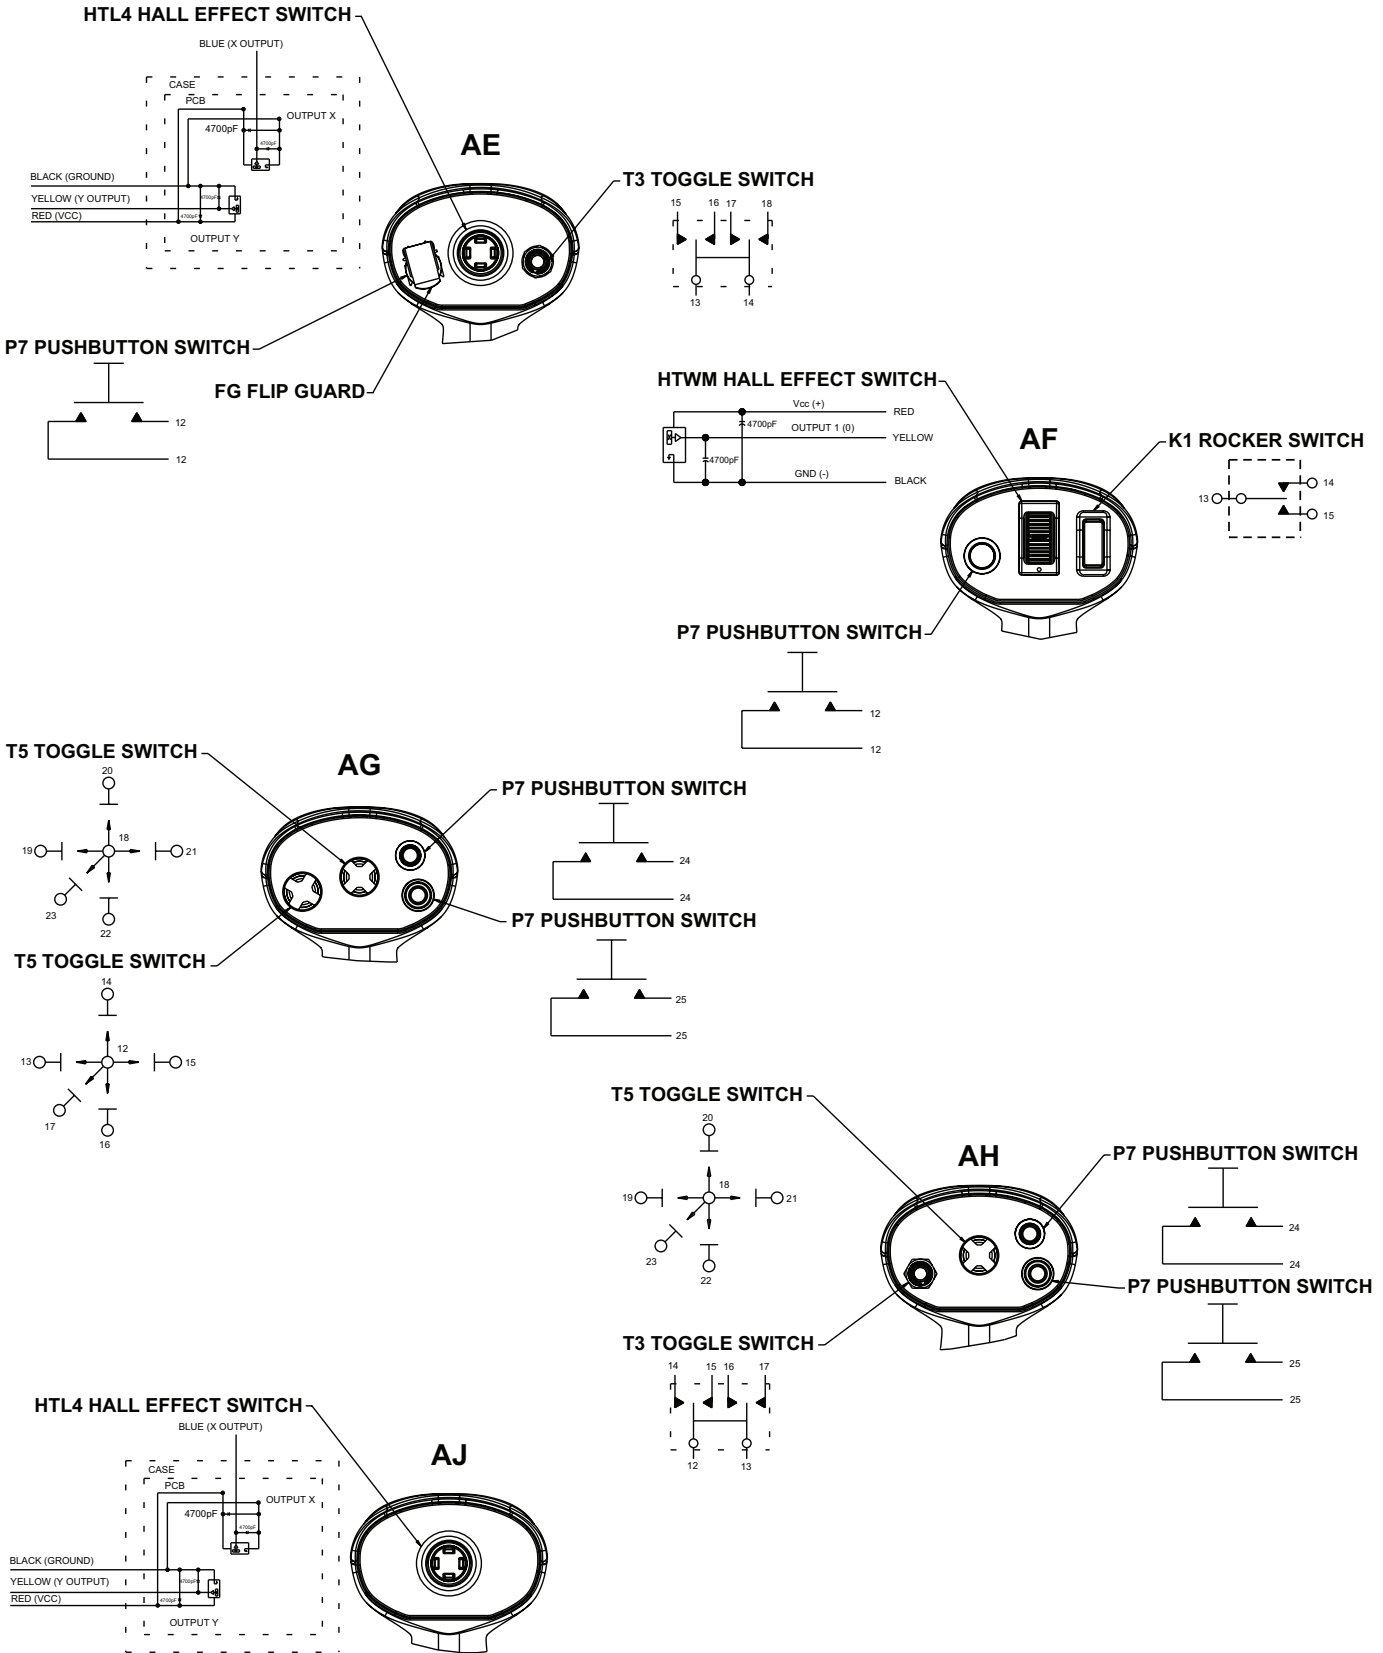 HTL4 HALL EFFECT SWITCH
BLUE (X OUTPUT)
CASE
PCB
OUTPUT X
4700pF
4700pF
BLACK (GROUND)
YELLOW (Y OUTPUT)
4700pF
RED (VCC)
4700pF
OUTPUT Y
AE
T3 TOGGLE SWITCH
15 16 17 18
13 14
P7 PUSHBUTTON SWITCH
12
12
FG FLIP GUARD
HTWM HALL EFFECT SWITCH
Vcc (+)
RED
4700pF
OUTPUT 1 (0)
YELLOW
4700pF
GND (-)
BLACK
AF
K1 ROCKER SWITCH
13
14
15
P7 PUSHBUTTON SWITCH
12
12
T5 TOGGLE SWITCH
20
18
19
21
23
22
AG
P7 PUSHBUTTON SWITCH
24
24
P7 PUSHBUTTON SWITCH
25
25
T5 TOGGLE SWITCH
14
12
13
15
17
16
T5 TOGGLE SWITCH
20
18
19
21
23
22
AH
P7 PUSHBUTTON SWITCH
24
24
P7 PUSHBUTTON SWITCH
25
25
T3 TOGGLE SWITCH
14 15 16 17
12 13
HTL4 HALL EFFECT SWITCH
BLUE (X OUTPUT)
CASE
PCB
OUTPUT X
4700pF
4700pF
BLACK (GROUND)
YELLOW (Y OUTPUT)
4700pF
RED (VCC)
4700pF
OUTPUT Y
AJ